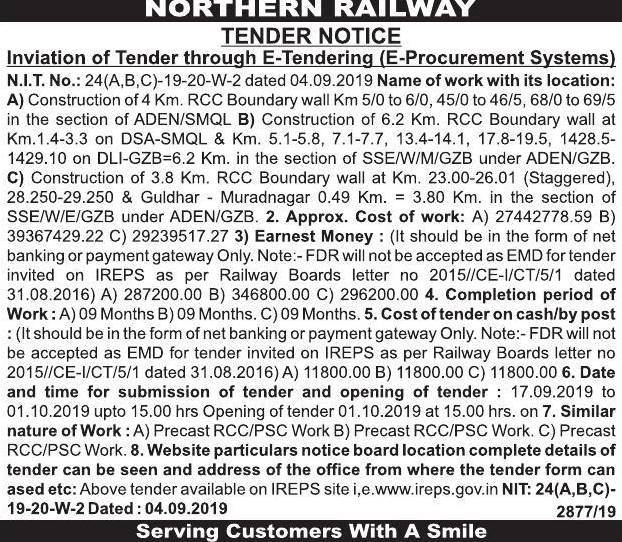 NORTHERN RAILWAY
TENDER NOTICE
Inviation of Tender through E-Tendering (E-Procurement Systems)
N.I.T. No.: 24(A,B,C)-19-20-W-2 dated 04.09.2019 Name of work with its location:
A) Construction of 4 Km. RCC Boundary wall Km 5/0 to 6/0, 45/0 to 46/5, 68/0 to 69/5
in the section of ADEN/SMQL B) Construction of 6.2 Km. RCC Boundary wall at
Km.1.4-3.3 on DSA-SMQL & Km. 5.1-5.8, 7.1-7.7, 13.4-14.1, 17.8-19.5, 1428.5-
1429.10 on DLI-GZB=6.2 Km. in the section of SSE/W/M/GZB under ADEN/GZB.
C) Construction of 3.8 Km. RCC Boundary wall at Km. 23.00-26.01 (Staggered),
28.250-29.250 & Guldhar - Muradnagar 0.49 Km. = 3.80 Km. in the section of
SSE/W/E/GZB under ADEN/GZB. 2. Approx. Cost of work: A) 27442778.59 B)
39367429.22 C) 29239517.27 3) Earnest Money : (It should be in the form of net
banking or payment gateway Only. Note:- FDR will not be accepted as EMD for tender
invited on IREPS as per Railway Boards letter no 2015//CE-I/CT/5/1 dated
31.08.2016) A) 287200.00 B) 346800.00 C) 296200.00 4. Completion period of
Work : A) 09 Months B) 09 Months. C) 09 Months. 5. Cost of tender on cash/by post
: (It should be in the form of net banking or payment gateway Only. Note:- FDR will not
be accepted as EMD for tender invited on IREPS as per Railway Boards letter no
2015//CE-I/CT/5/1 dated 31.08.2016) A) 11800.00 B) 11800.00 C) 11800.00 6. Date
and time for submission of tender and opening of tender : 17.09.2019 to
01.10.2019 upto 15.00 hrs Opening of tender 01.10.2019 at 15.00 hrs. on 7. Similar
nature of Work : A) Precast RCC/PSC Work B) Precast RCC/PSC Work. C) Precast
RCC/PSC Work. 8. Website particulars notice board location complete details of
tender can be seen and address of the office from where the tender form can
ased etc: Above tender available on IREPS site i,e.www.ireps.gov.in NIT: 24(A,B,C)-
19-20-W-2 Dated : 04.09.2019 2877/19
Serving Customers With A Smile